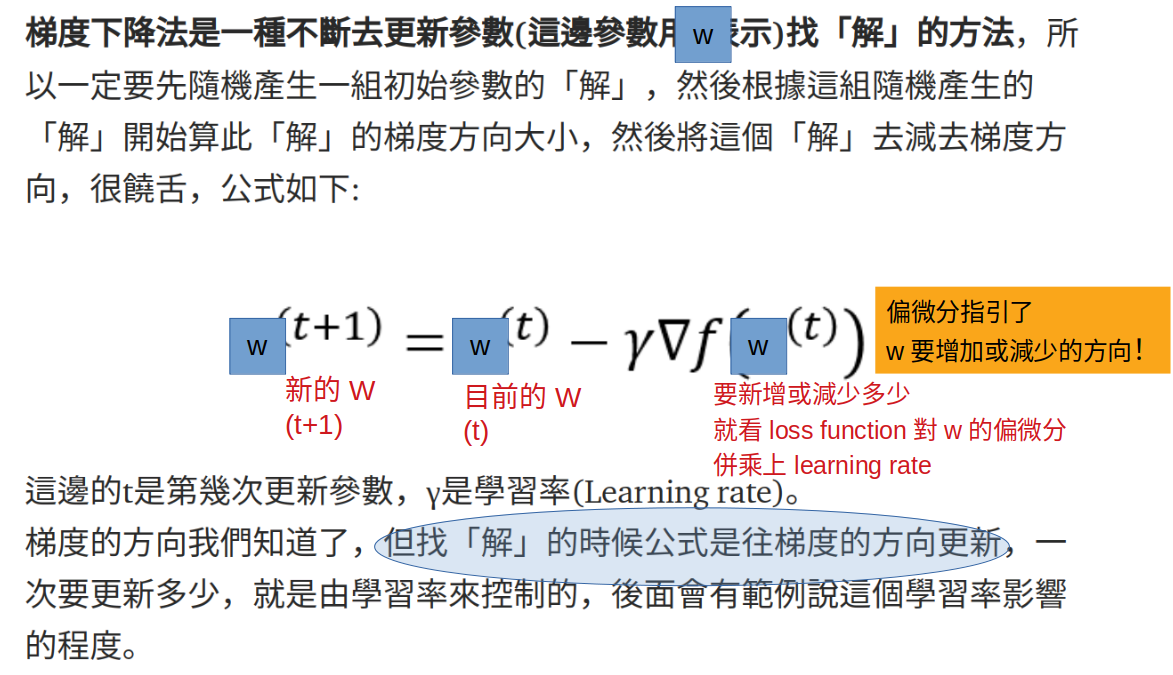 梯度下降法是一種不斷去更新參數(這邊參數用 w 表示)找「解」的方法，所
以一定要先隨機產生一組初始參數的「解」，然後根據這組隨機產生的
「解」開始算此「解」的梯度方向大小，然後將這個「解」去減去梯度方
向，很饒舌，公式如下:
w(t+1) = w(t) − γ∇f(w(t))
偏微分指引了
w 要增加或減少的方向！
新的 W
(t+1)
目前的 W
(t)
要新增或減少多少
就看 loss function 對 w 的偏微分
併乘上 learning rate
這邊的t是第幾次更新參數，γ是學習率(Learning rate)。
梯度的方向我們知道了，但找「解」的時候公式是往梯度的方向更新，一
次要更新多少，就是由學習率來控制的，後面會有範例說這個學習率影響
的程度。